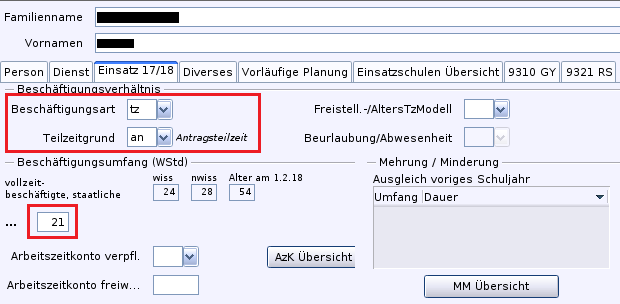 Familienname
Vornamen
Person Dienst Einsatz 17/18 Diverses Vorläufige Planung Einsatzschulen Übersicht 9310 GY 9321 RS
Beschäftigungsverhältnis
Beschäftigungsart tz Freistell.-/AltersTzModell
Teilzeitgrund an Antragsteilzeit Beurlaubung/Abwesenheit
Beschäftigungsumfang (WStd) Mehrung / Minderung
vollzeit- wiss nwiss Alter am 1.2.18 Ausgleich voriges Schuljahr
beschäftigte, staatliche 24 28 54 Umfang Dauer
... 21
Arbeitszeitkonto verpfl. AzK Übersicht
Arbeitszeitkonto freiw... MM Übersicht